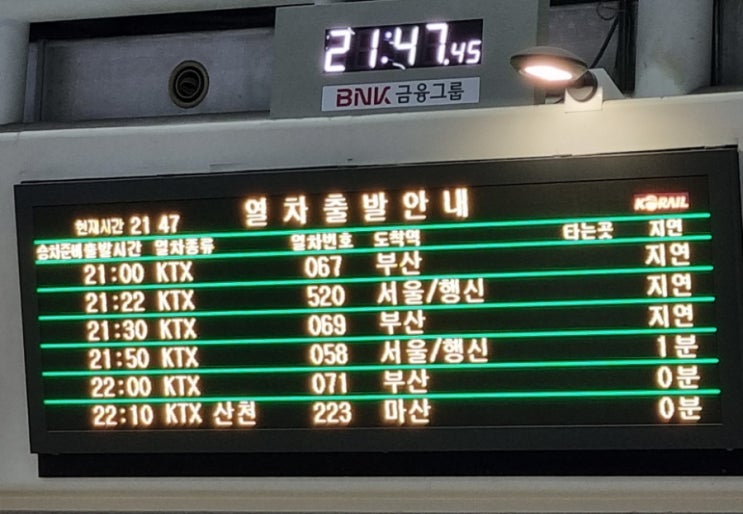 21:47.45
BNK 금융그룹
현재시간 21 47 열 차 출 발 안 내 KORAIL
승차준비 출발시간 열차종류 열차번호 도착역 타는곳 지연
21:00 KTX 067 부산 지연
21:22 KTX 520 서울/행신 지연
21:30 KTX 069 부산 지연
21:50 KTX 058 서울/행신 1분
22:00 KTX 071 부산 0분
22:10 KTX 산천 223 마산 0분